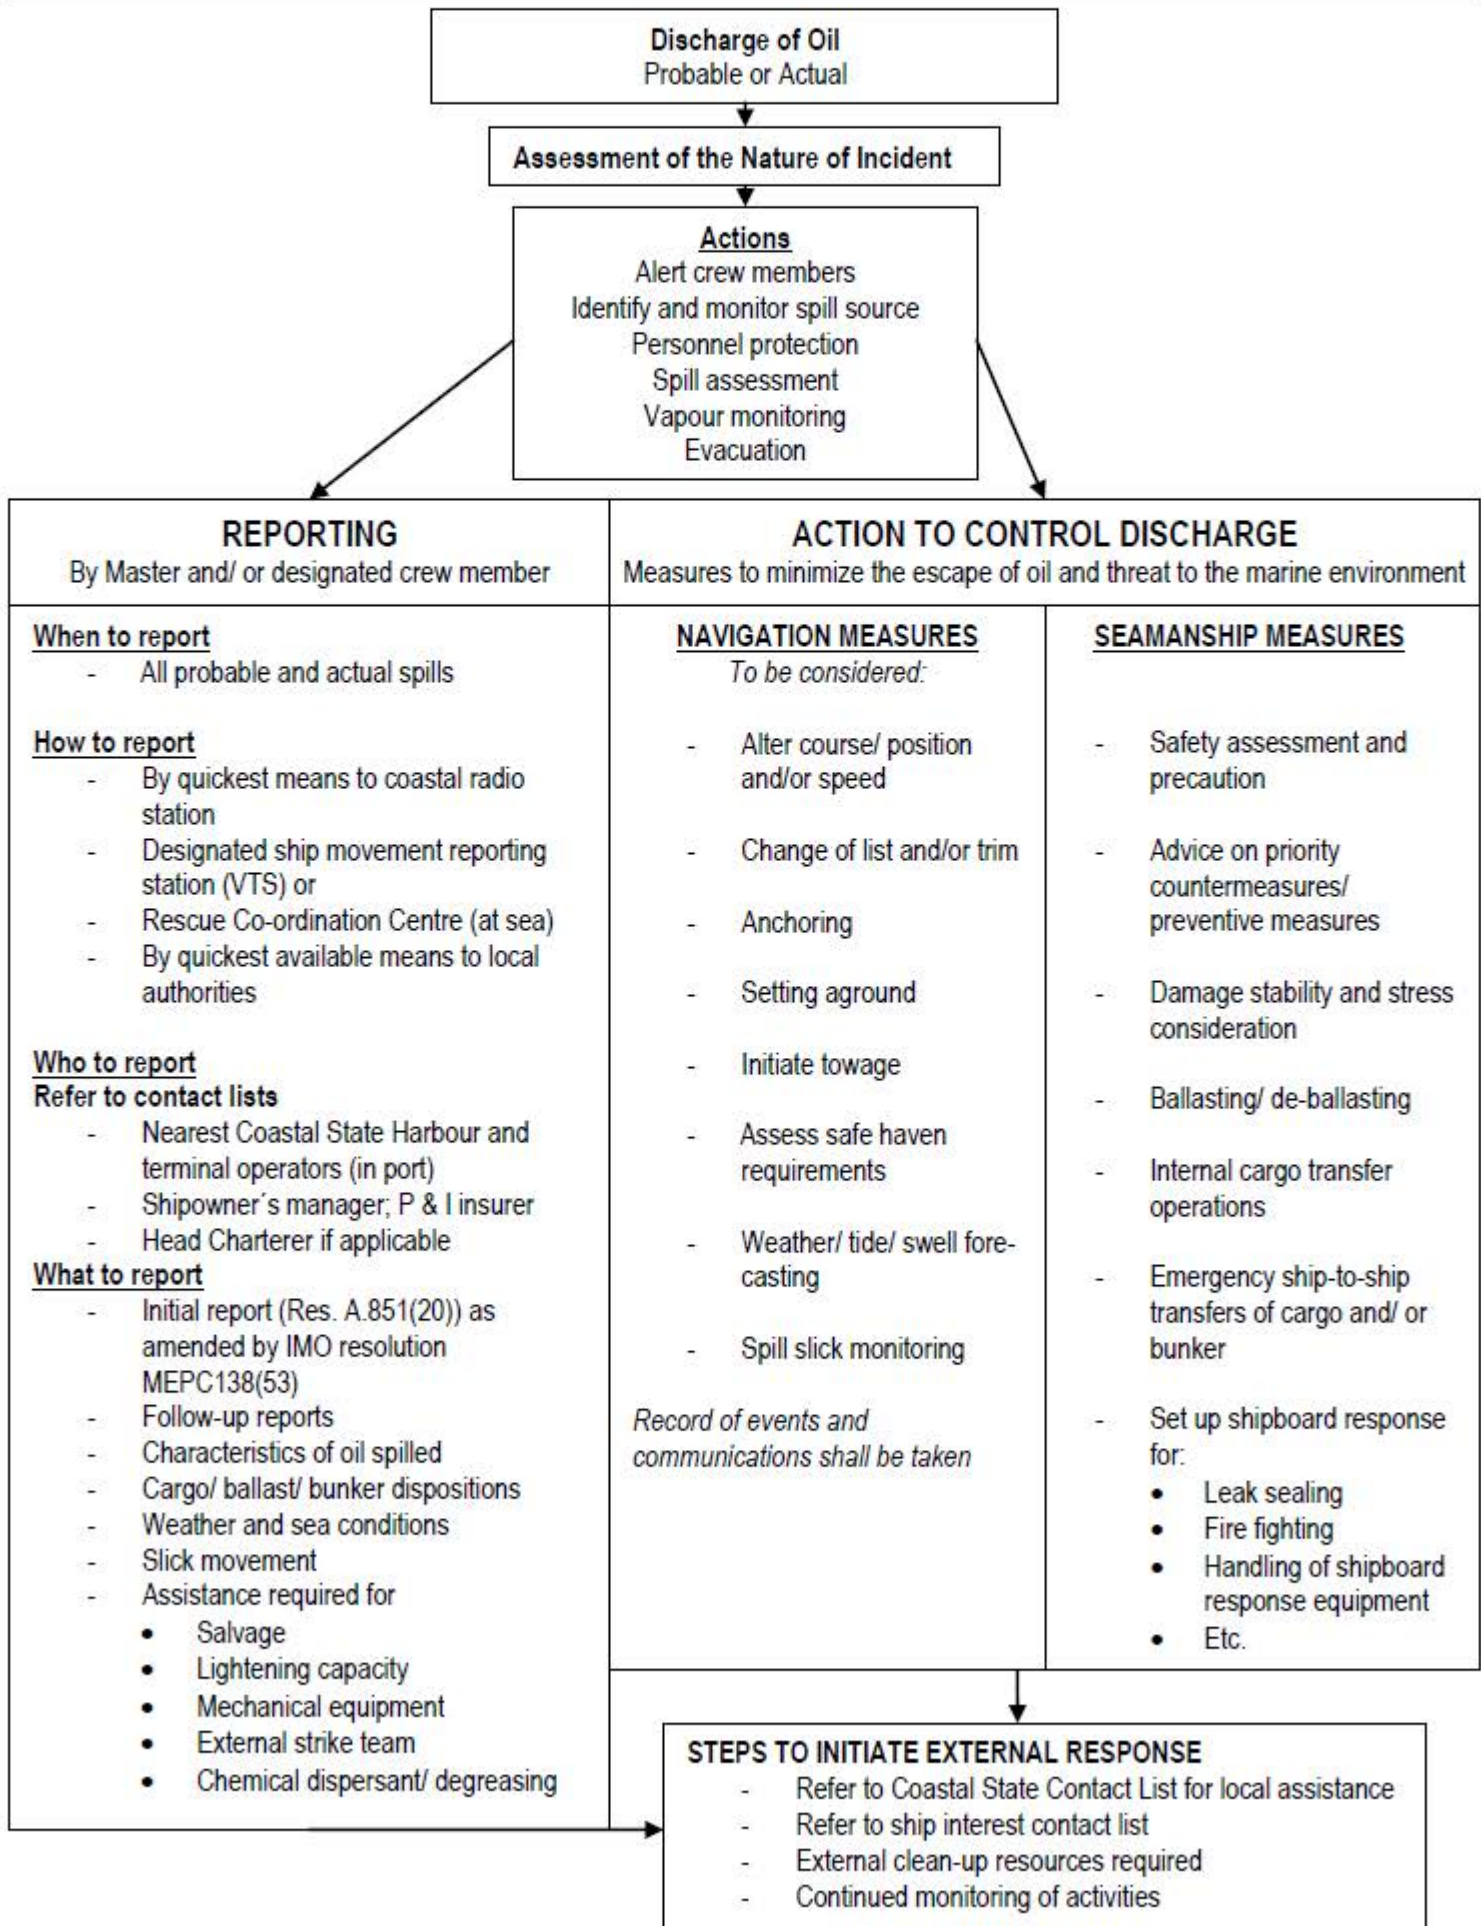 Discharge of Oil
Probable or Actual
Assessment of the Nature of Incident
Actions
Alert crew members
Identify and monitor spill source
Personnel protection
Spill assessment
Vapour monitoring
Evacuation
REPORTING
By Master and/ or designated crew member
When to report
- All probable and actual spills
How to report
- By quickest means to coastal radio
station
- Designated ship movement reporting
station (VTS) or
- Rescue Co-ordination Centre (at sea)
- By quickest available means to local
authorities
Who to report
Refer to contact lists
- Nearest Coastal State Harbour and
terminal operators (in port)
- Shipowner´s manager; P & I insurer
- Head Charterer if applicable
What to report
- Initial report (Res. A.851(20)) as
amended by IMO resolution
MEPC138(53)
- Follow-up reports
- Characteristics of oil spilled
- Cargo/ ballast/ bunker dispositions
- Weather and sea conditions
- Slick movement
- Assistance required for
• Salvage
• Lightening capacity
• Mechanical equipment
• External strike team
• Chemical dispersant/ degreasing
ACTION TO CONTROL DISCHARGE
Measures to minimize the escape of oil and threat to the marine environment
NAVIGATION MEASURES
To be considered:
- Alter course/ position
and/or speed
- Change of list and/or trim
- Anchoring
- Setting aground
- Initiate towage
- Assess safe haven
requirements
- Weather/ tide/ swell fore-
casting
- Spill slick monitoring
Record of events and
communications shall be taken
SEAMANSHIP MEASURES
- Safety assessment and
precaution
- Advice on priority
countermeasures/
preventive measures
- Damage stability and stress
consideration
- Ballasting/ de-ballasting
- Internal cargo transfer
operations
- Emergency ship-to-ship
transfers of cargo and/ or
bunker
- Set up shipboard response
for:
• Leak sealing
• Fire fighting
• Handling of shipboard
response equipment
• Etc.
STEPS TO INITIATE EXTERNAL RESPONSE
- Refer to Coastal State Contact List for local assistance
- Refer to ship interest contact list
- External clean-up resources required
- Continued monitoring of activities